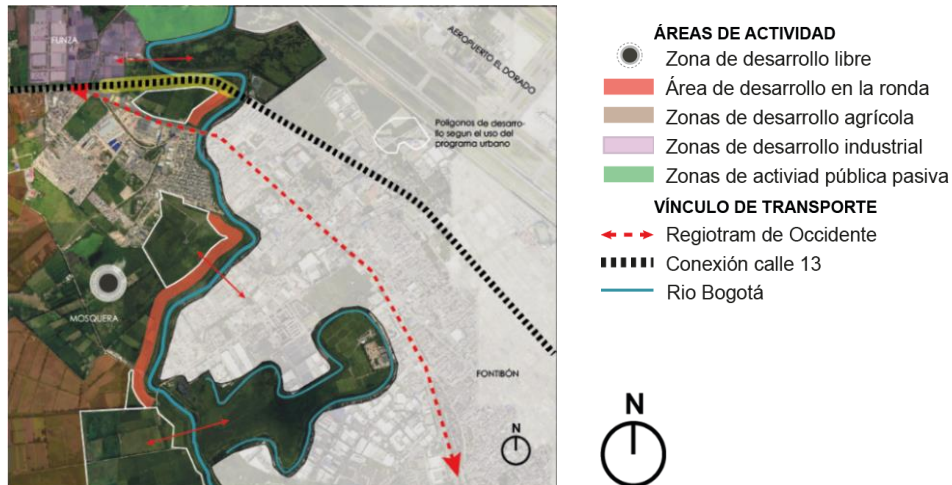 FUNZA
AEROPUERTO EL DORADO
Polígonos de desarro-
llo segun el uso del
programa urbano
MOSQUERA
FONTIBÓN
N
ÁREAS DE ACTIVIDAD
Zona de desarrollo libre
Área de desarrollo en la ronda
Zonas de desarrollo agrícola
Zonas de desarrollo industrial
Zonas de activiad pública pasiva
VÍNCULO DE TRANSPORTE
Regiotram de Occidente
Conexión calle 13
Rio Bogotá
N